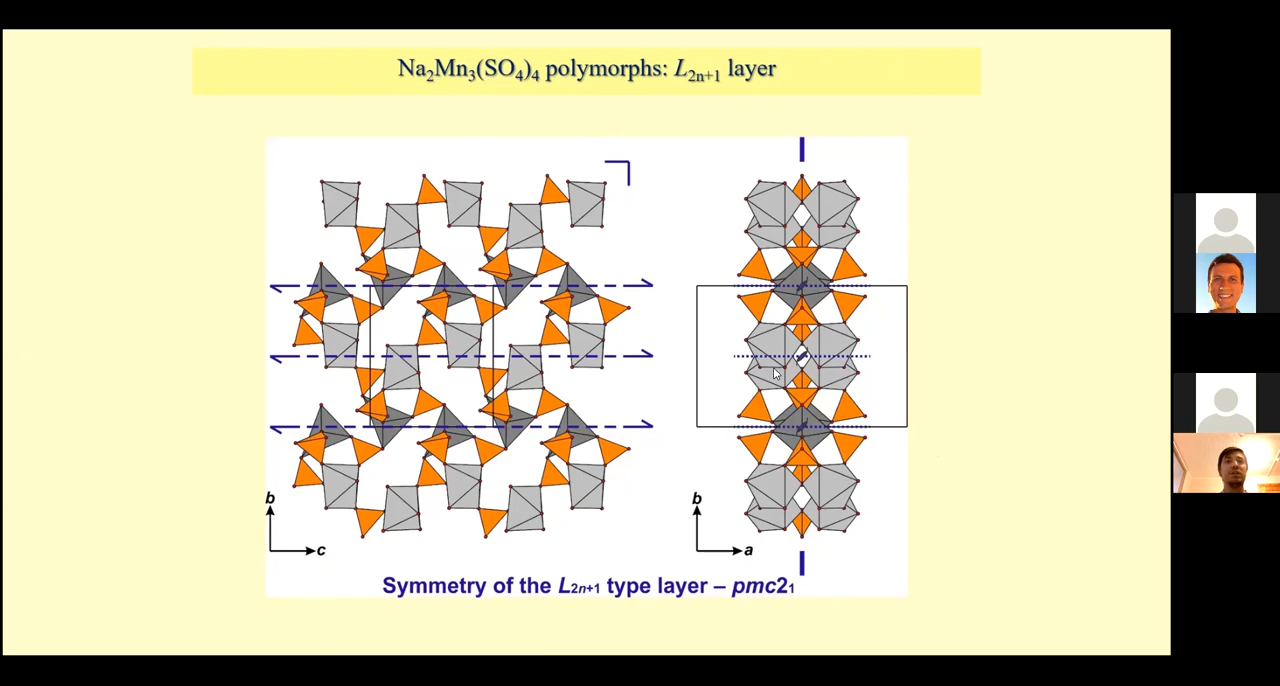 Na₂Mn₃(SO₄)₄ polymorphs: L₂ₙ₊₁ layer
b
c
b
a
Symmetry of the L₂ₙ₊₁ type layer – pmc2₁